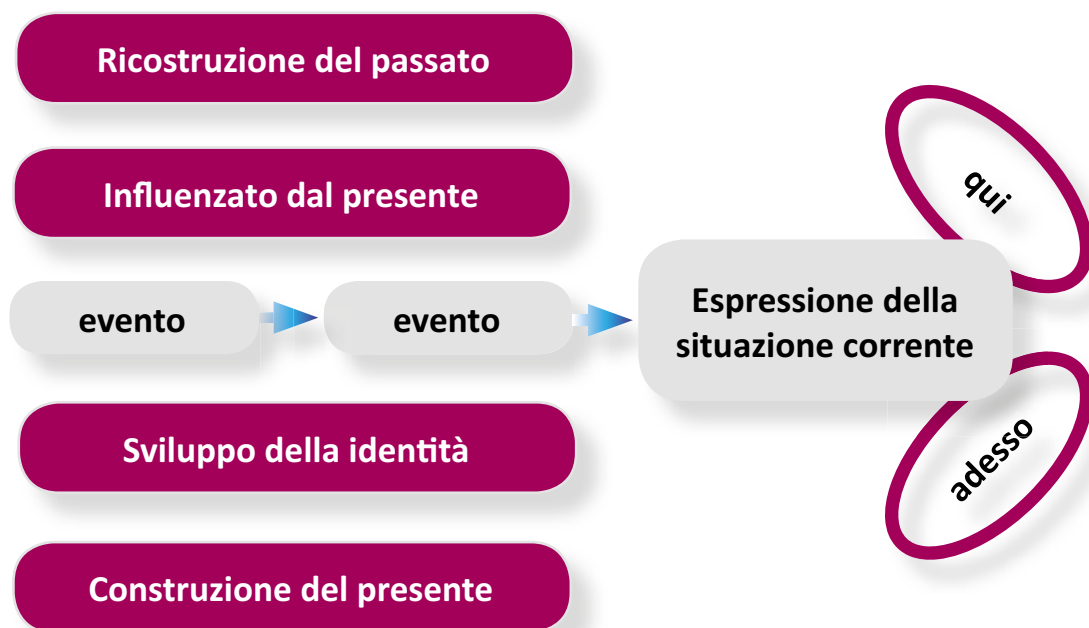 Ricostruzione del passato
Influenzato dal presente
evento
evento
Espressione della
situazione corrente
qui
adesso
Sviluppo della identità
Construzione del presente